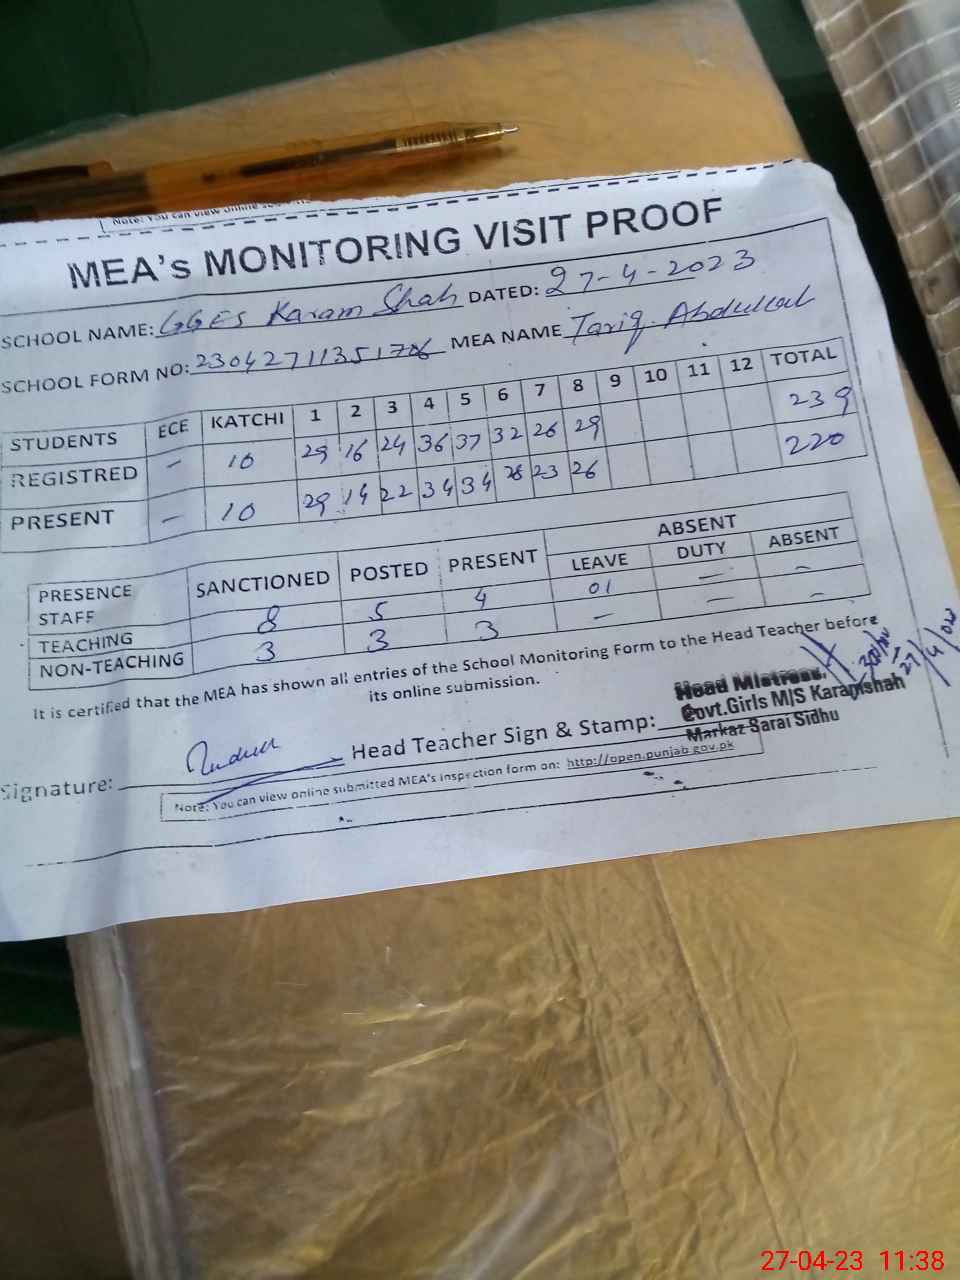 Note: You can view online
MEA's MONITORING VISIT PROOF
SCHOOL NAME: GGES Karam Shah DATED: 27-4-2023
SCHOOL FORM NO: 23042711351706 MEA NAME Tariq Abdullah
STUDENTS ECE KATCHI 1 2 3 4 5 6 7 8 9 10 11 12 TOTAL
REGISTRED - 10 29 16 24 36 37 32 26 29 239
PRESENT - 10 29 14 22 34 34 28 23 26 220
PRESENCE STAFF SANCTIONED POSTED PRESENT ABSENT
LEAVE DUTY ABSENT
TEACHING 8 5 4 01 - -
NON-TEACHING 3 3 3 - - -
It is certified that the MEA has shown all entries of the School Monitoring Form to the Head Teacher before
its online submission.
Signature: Head Teacher Sign & Stamp:
Head Mistress.
Govt.Girls M/S Karamshah
Markaz Sarai Sidhu
Note: You can view online submitted MEA's inspection form on: http://open.punjab.gov.pk
27-04-23 11:38